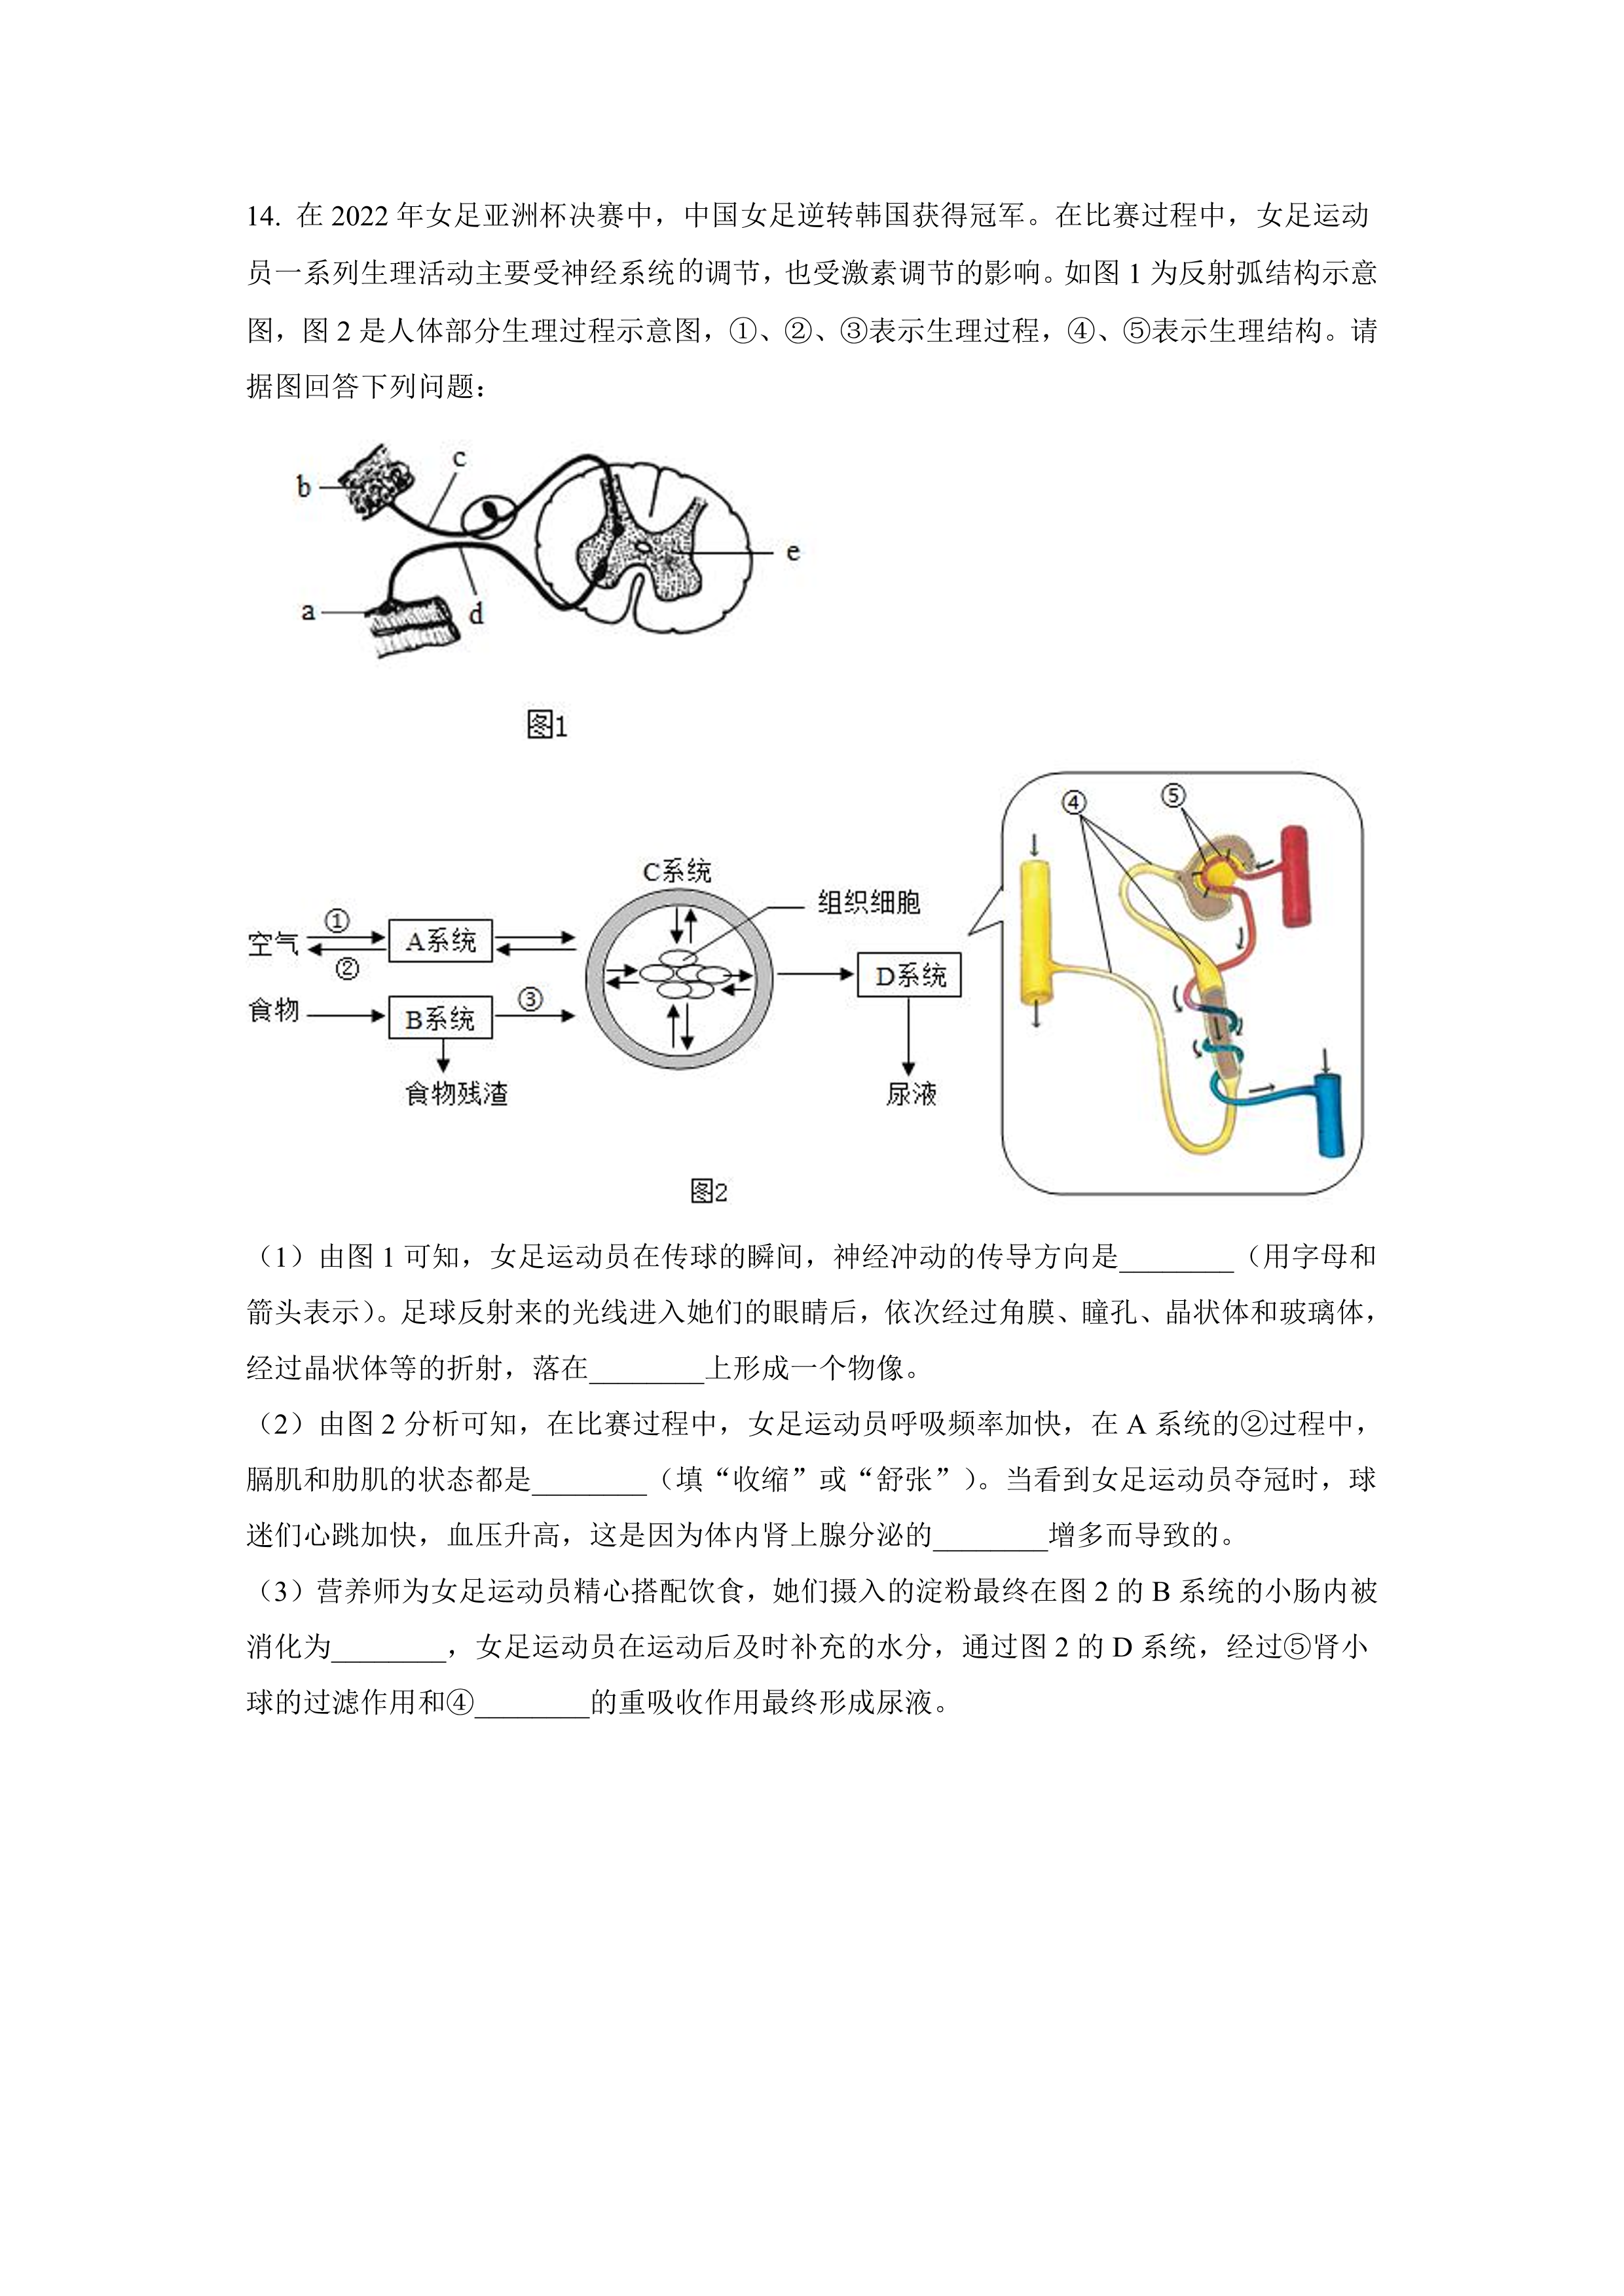 14. 在 2022 年女足亚洲杯决赛中，中国女足逆转韩国获得冠军。在比赛过程中，女足运动
员一系列生理活动主要受神经系统的调节，也受激素调节的影响。如图 1 为反射弧结构示意
图，图 2 是人体部分生理过程示意图，①、②、③表示生理过程，④、⑤表示生理结构。请
据图回答下列问题：
b
c
e
a
d
图1
④
⑤
C系统
组织细胞
空气
①
②
A系统
D系统
食物
B系统
③
食物残渣
尿液
图2
（1）由图 1 可知，女足运动员在传球的瞬间，神经冲动的传导方向是________（用字母和
箭头表示）。足球反射来的光线进入她们的眼睛后，依次经过角膜、瞳孔、晶状体和玻璃体，
经过晶状体等的折射，落在________上形成一个物像。
（2）由图 2 分析可知，在比赛过程中，女足运动员呼吸频率加快，在 A 系统的②过程中，
膈肌和肋肌的状态都是________（填“收缩”或“舒张”）。当看到女足运动员夺冠时，球
迷们心跳加快，血压升高，这是因为体内肾上腺分泌的________增多而导致的。
（3）营养师为女足运动员精心搭配饮食，她们摄入的淀粉最终在图 2 的 B 系统的小肠内被
消化为________，女足运动员在运动后及时补充的水分，通过图 2 的 D 系统，经过⑤肾小
球的过滤作用和④________的重吸收作用最终形成尿液。